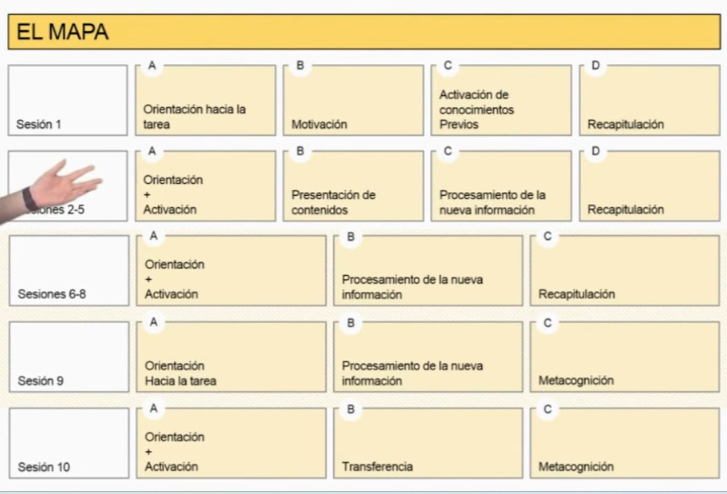 EL MAPA
A
B
C
D
Sesión 1
Orientación hacia la
tarea
Motivación
Activación de
conocimientos
Previos
Recapitulación
A
B
C
D
2-5
Orientación
+
Activación
Presentación de
contenidos
Procesamiento de la
nueva información
Recapitulación
A
B
C
Sesiones 6-8
Orientación
+
Activación
Procesamiento de la nueva
información
Recapitulación
A
B
C
Sesión 9
Orientación
Hacia la tarea
Procesamiento de la nueva
información
Metacognición
A
B
C
Sesión 10
Orientación
+
Activación
Transferencia
Metacognición